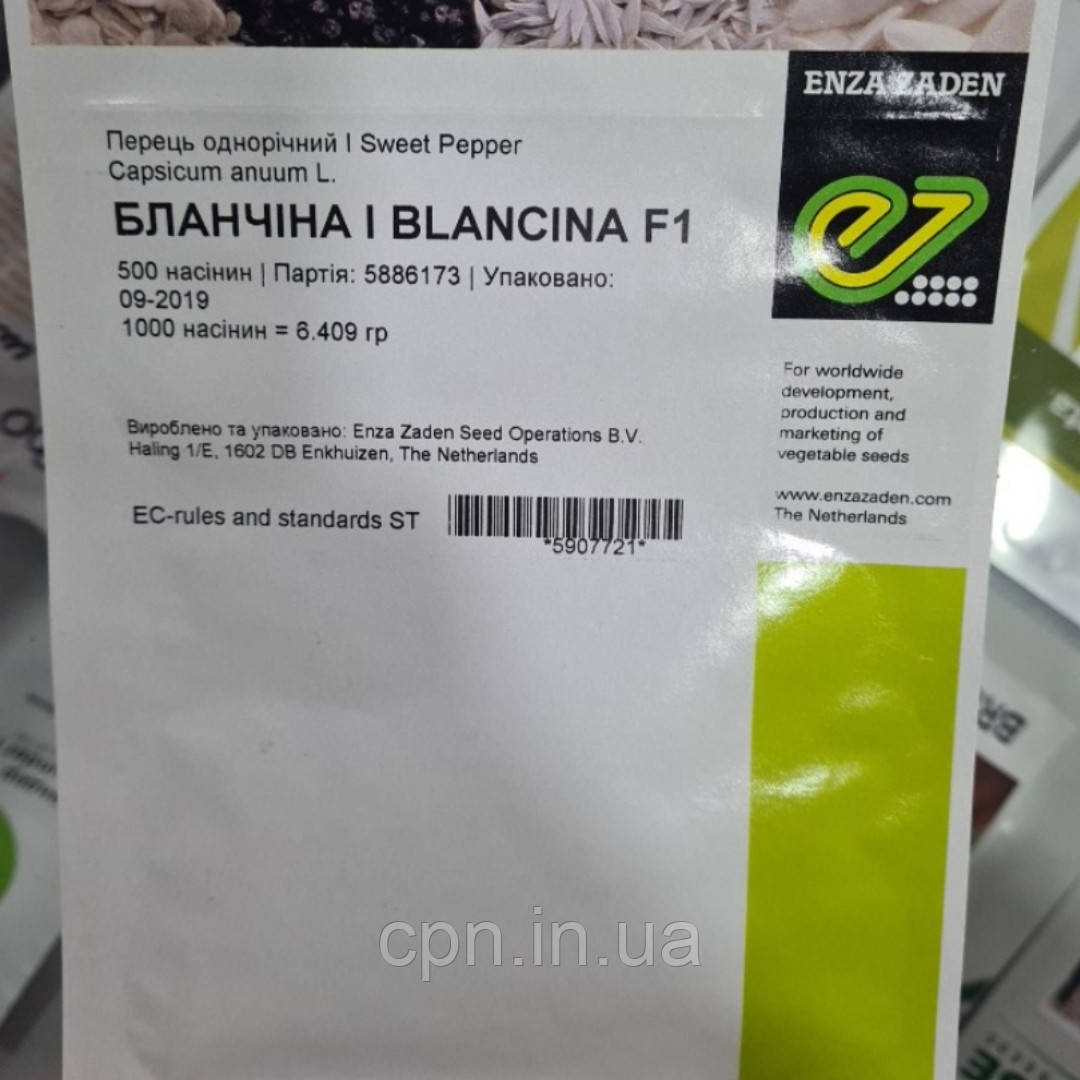 ENZA ZADEN
Перець однорічний | Sweet Pepper
Capsicum anuum L.
БЛАНЧІНА | BLANCINA F1
500 насінин | Партія: 5886173 | Упаковано:
09-2019
1000 насінин = 6.409 гр
For worldwide
development,
production and
marketing of
vegetable seeds
Вироблено та упаковано: Enza Zaden Seed Operations B.V.
Haling 1/E, 1602 DB Enkhuizen, The Netherlands
www.enzazaden.com
The Netherlands
EC-rules and standards ST
*5907721*
cpn.in.ua